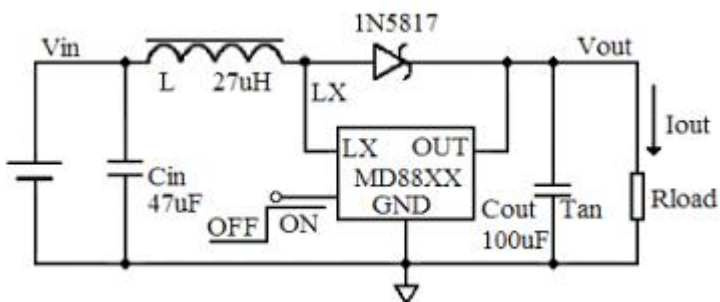 1N5817
Vin
Vout
L 27uH
LX
Iout
LX OUT
MD88XX
GND
Cin
47uF
OFF ON
Cout Tan
100uF
Rload